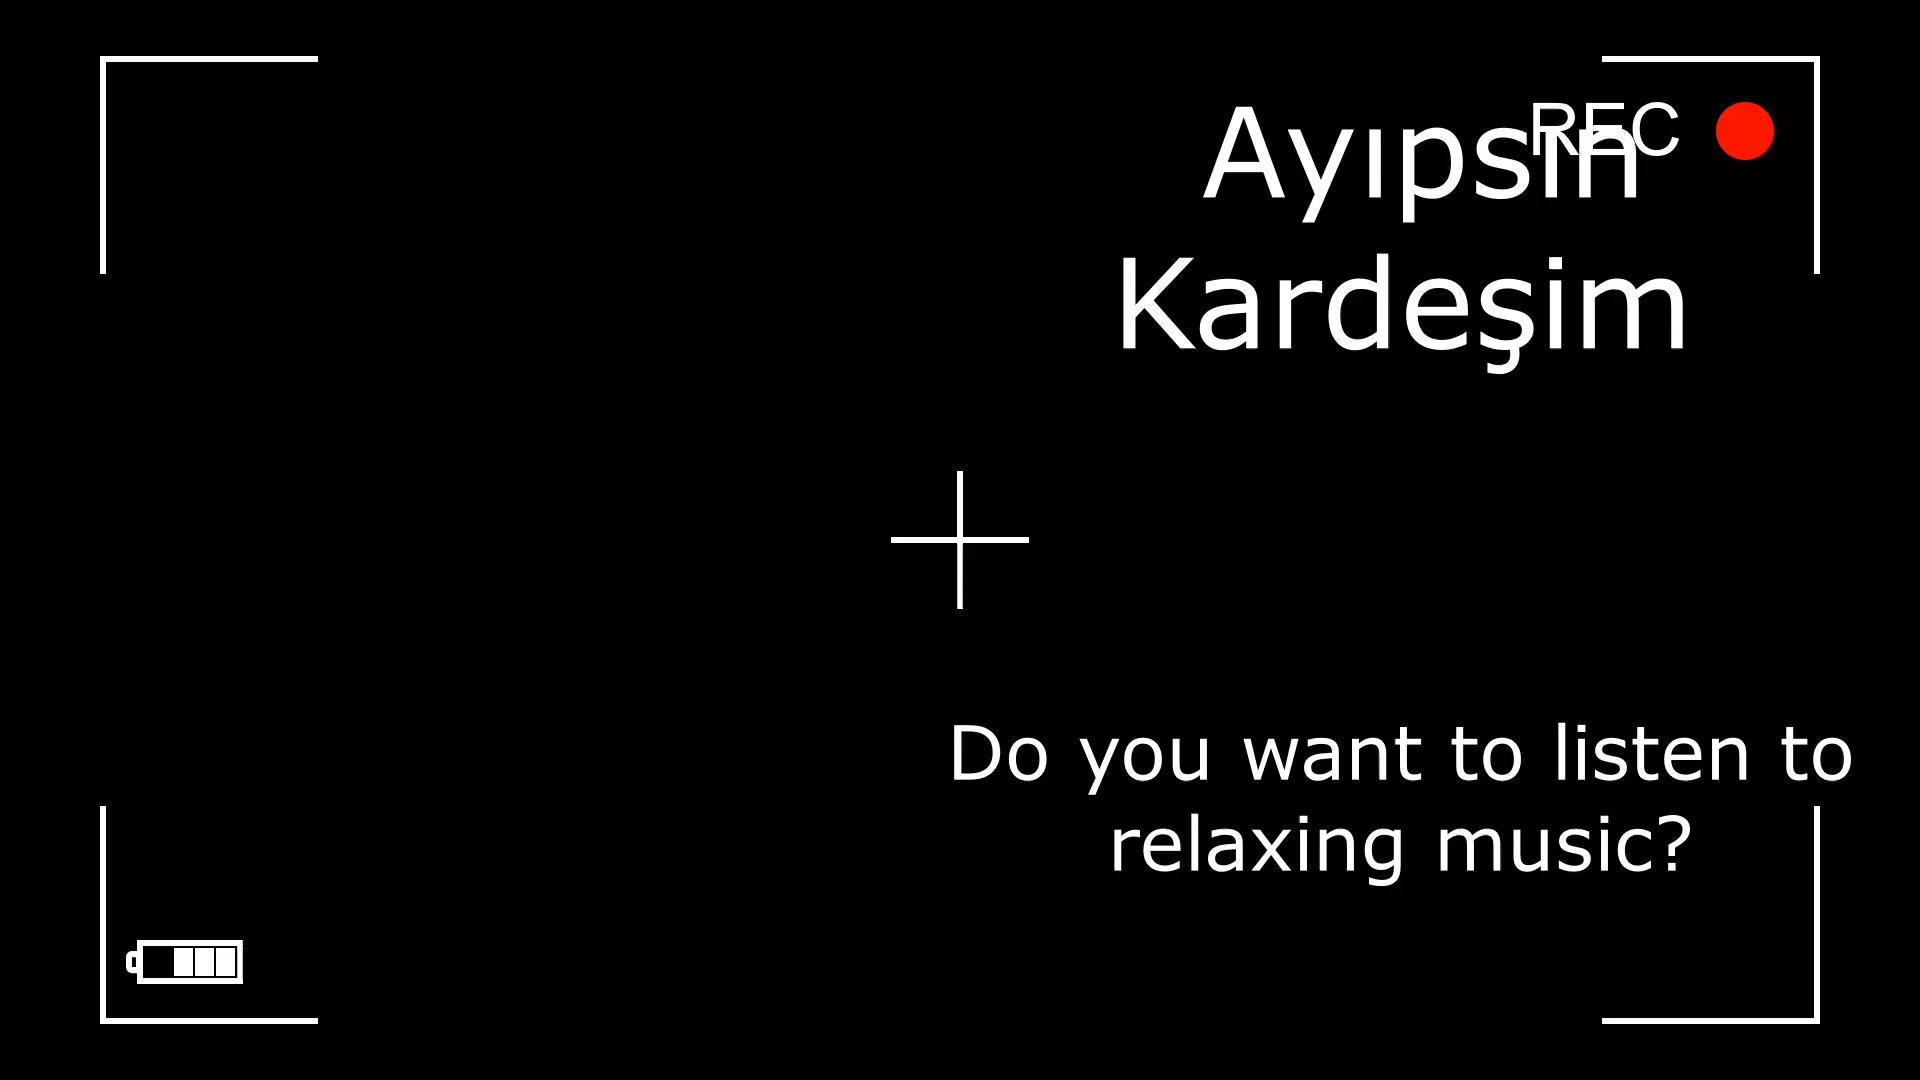 REC
Ayıpsın
Kardeşim
Do you want to listen to
relaxing music?